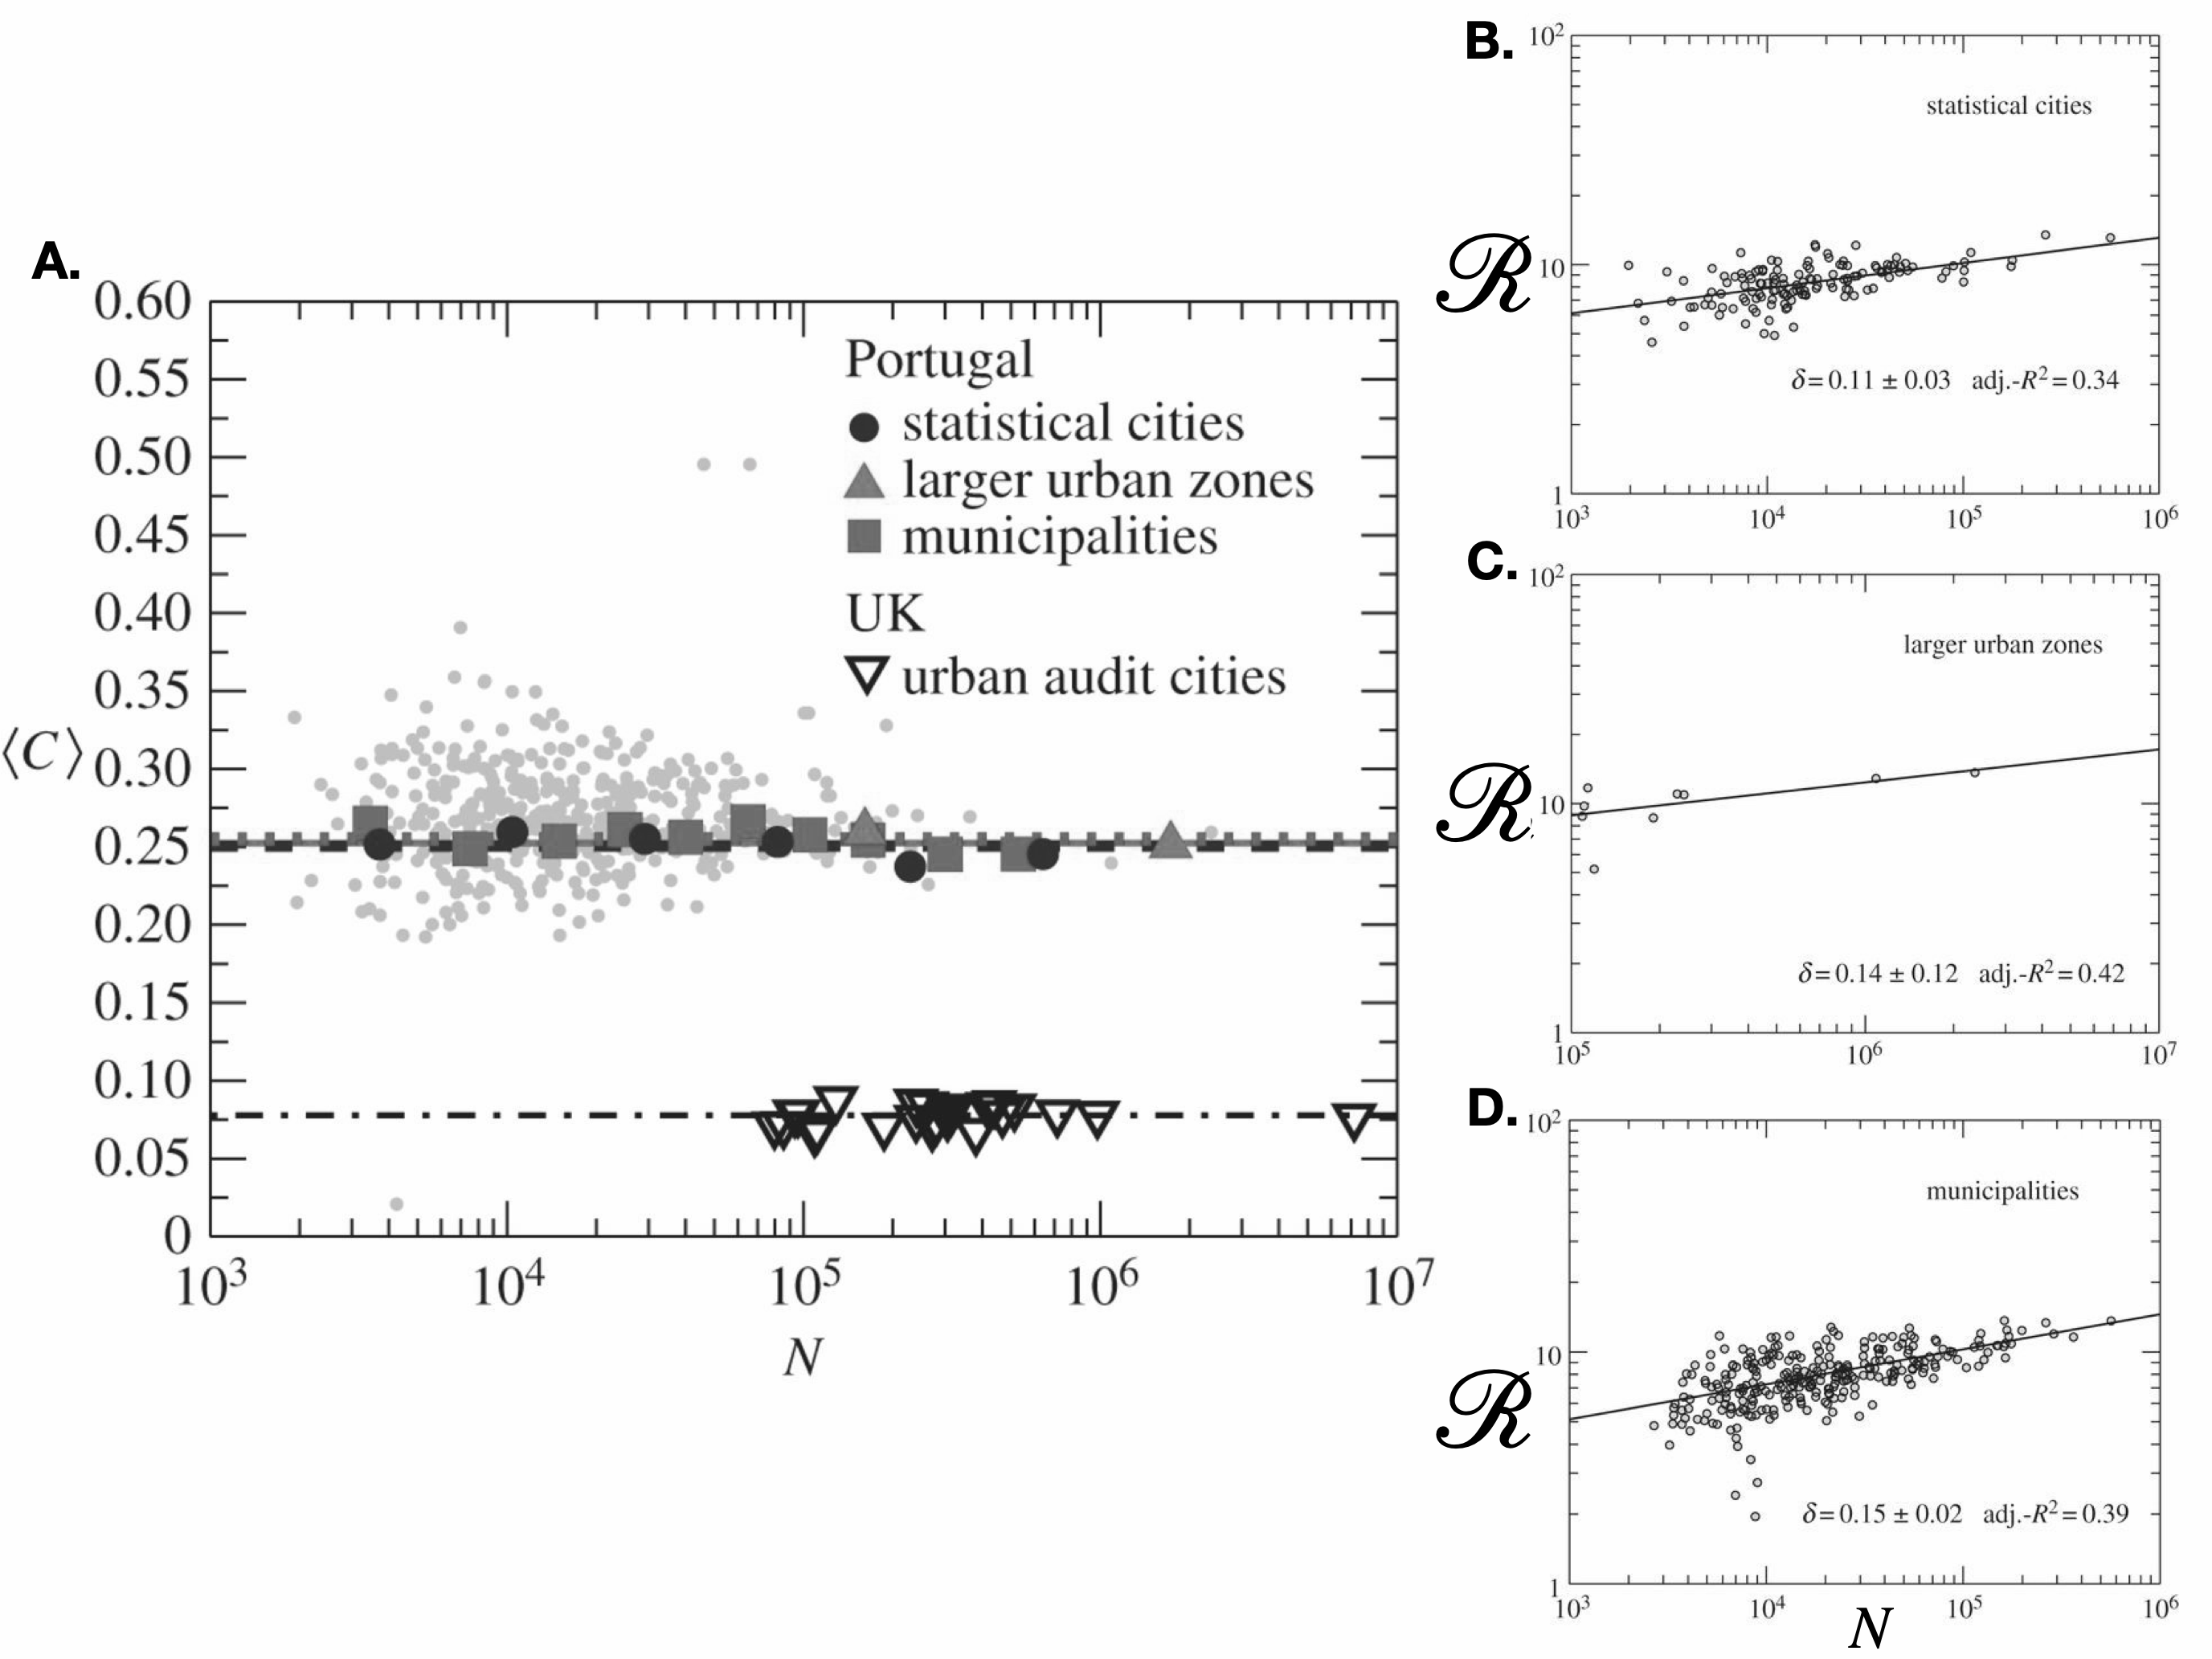 A.
0.60
0.55
0.50
0.45
0.40
0.35
0.30
0.25
0.20
0.15
0.10
0.05
0
⟨C⟩
Portugal
statistical cities
larger urban zones
municipalities
UK
urban audit cities
10³ 10⁴ 10⁵ 10⁶ 10⁷
N
B.
10²
10
1
ℛ
statistical cities
δ = 0.11 ± 0.03 adj.-R² = 0.34
10³ 10⁴ 10⁵ 10⁶
C.
10²
10
1
ℛ
larger urban zones
δ = 0.14 ± 0.12 adj.-R² = 0.42
10⁵ 10⁶ 10⁷
D.
10²
10
1
ℛ
municipalities
δ = 0.15 ± 0.02 adj.-R² = 0.39
10³ 10⁴ 10⁵ 10⁶
N